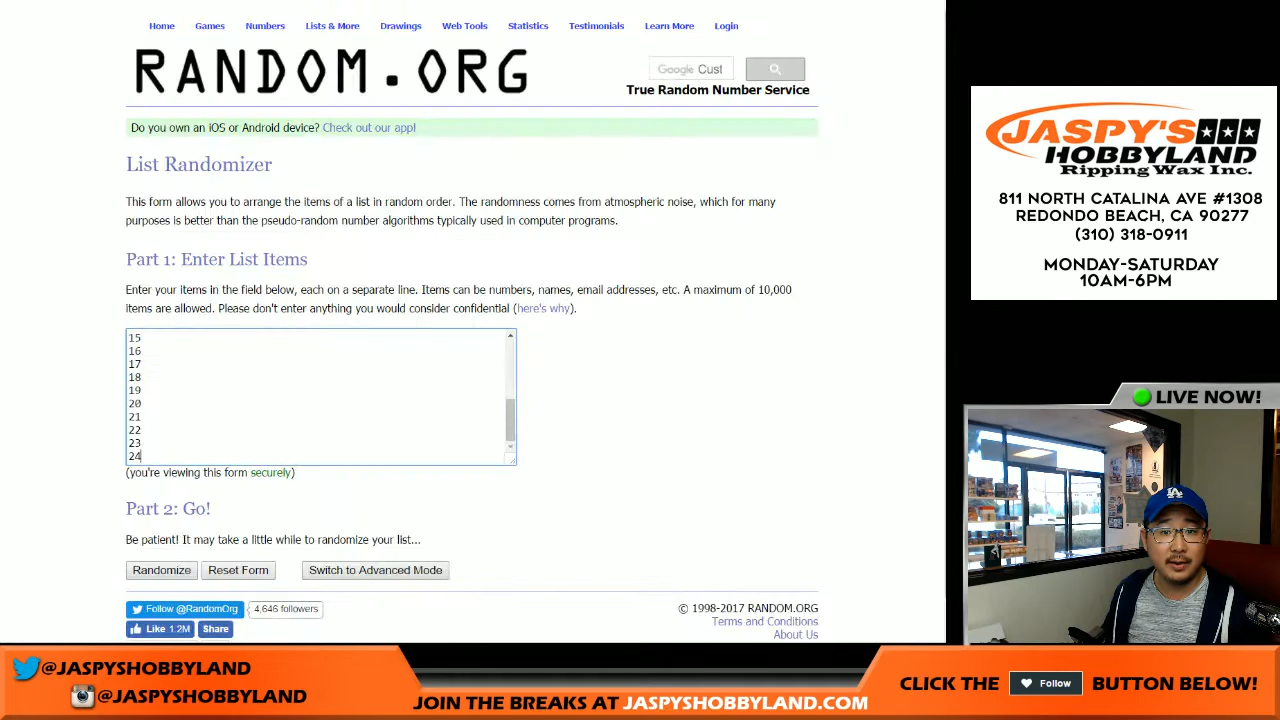 Home Games Numbers Lists & More Drawings Web Tools Statistics Testimonials Learn More Login
RANDOM.ORG
Google Cust
True Random Number Service
Do you own an iOS or Android device? Check out our app!
List Randomizer
This form allows you to arrange the items of a list in random order. The randomness comes from atmospheric noise, which for many
purposes is better than the pseudo-random number algorithms typically used in computer programs.
Part 1: Enter List Items
Enter your items in the field below, each on a separate line. Items can be numbers, names, email addresses, etc. A maximum of 10,000
items are allowed. Please don't enter anything you would consider confidential (here's why).
15
16
17
18
19
20
21
22
23
24
(you're viewing this form securely)
Part 2: Go!
Be patient! It may take a little while to randomize your list...
Randomize Reset Form Switch to Advanced Mode
Follow @RandomOrg 4,646 followers
Like 1.2M Share
© 1998-2017 RANDOM.ORG
Terms and Conditions
About Us
JASPY'S
HOBBYLAND
Ripping Wax Inc.
811 NORTH CATALINA AVE #1308
REDONDO BEACH, CA 90277
(310) 318-0911
MONDAY-SATURDAY
10AM-6PM
LIVE NOW!
LA
@JASPYSHOBBYLAND
@JASPYSHOBBYLAND
JOIN THE BREAKS AT JASPYSHOBBYLAND.COM
CLICK THE Follow BUTTON BELOW!